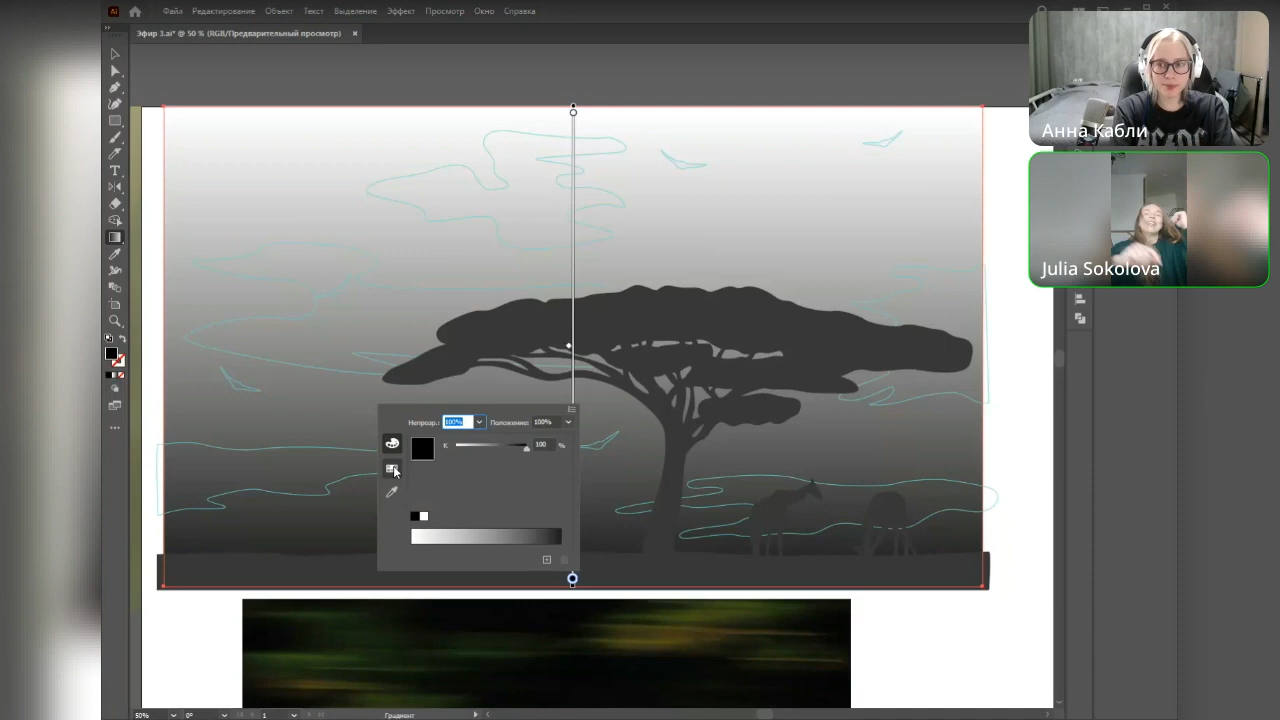 Ai Файл Редактирование Объект Текст Выделение Эффект Просмотр Окно Справка
Эфир 3.ai* @ 50 % (RGB/Предварительный просмотр) ×
T
Непрозр.: 100% Положение: 100%
K 100 %
Анна Кабли
Julia Sokolova
50% 0° 1 Градиент